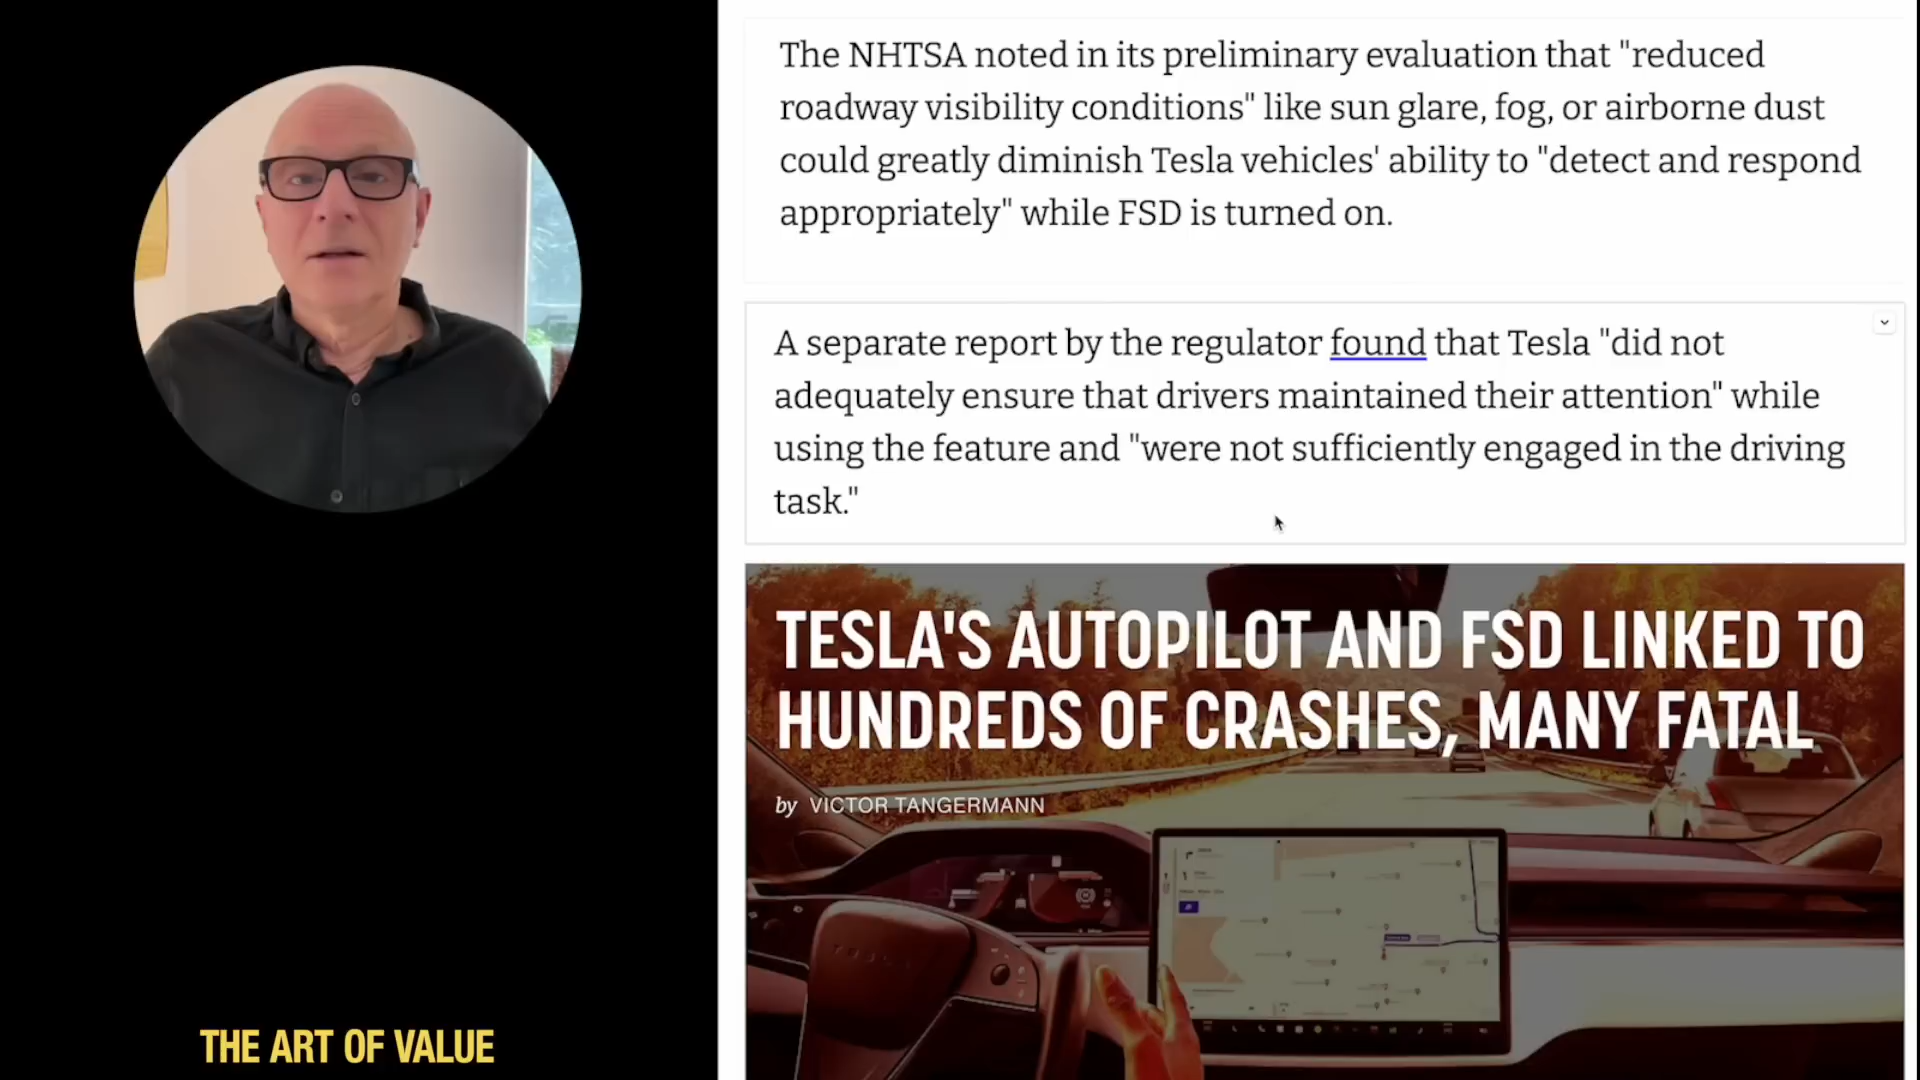 The NHTSA noted in its preliminary evaluation that "reduced
roadway visibility conditions" like sun glare, fog, or airborne dust
could greatly diminish Tesla vehicles' ability to "detect and respond
appropriately" while FSD is turned on.
A separate report by the regulator found that Tesla "did not
adequately ensure that drivers maintained their attention" while
using the feature and "were not sufficiently engaged in the driving
task."
TESLA'S AUTOPILOT AND FSD LINKED TO
HUNDREDS OF CRASHES, MANY FATAL
by VICTOR TANGERMANN
THE ART OF VALUE